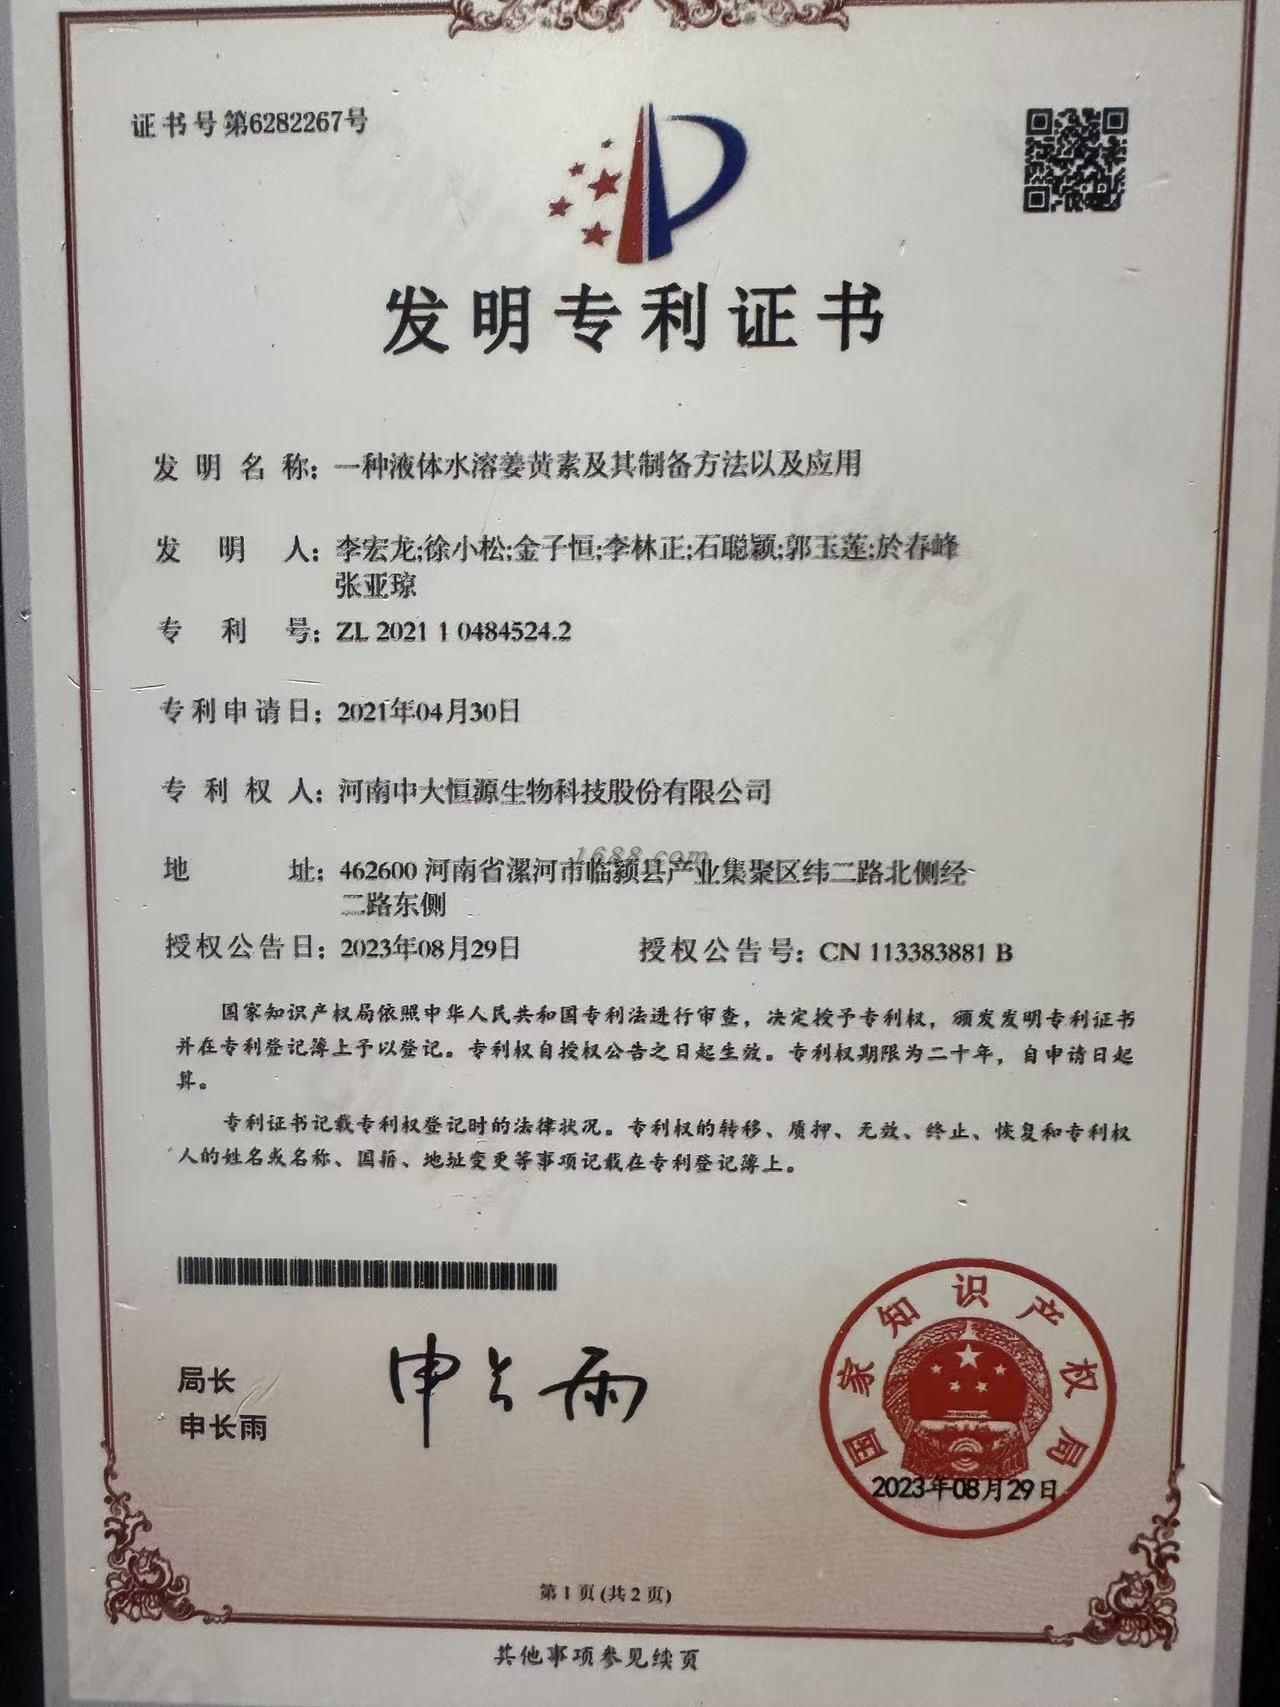 证书号第6282267号
发明专利证书
发明名称：一种液体水溶姜黄素及其制备方法以及应用
发明人：李宏龙;徐小松;金子恒;李林正;石聪颖;郭玉莲;於春峰
张亚琼
专利号：ZL 2021 1 0484524.2
专利申请日：2021年04月30日
专利权人：河南中大恒源生物科技股份有限公司
1688.com
地址：462600 河南省漯河市临颍县产业集聚区纬二路北侧经
二路东侧
授权公告日：2023年08月29日 授权公告号：CN 113383881 B
国家知识产权局依照中华人民共和国专利法进行审查，决定授予专利权，颁发发明专利证书
并在专利登记簿上予以登记。专利权自授权公告之日起生效。专利权期限为二十年，自申请日起
算。
专利证书记载专利权登记时的法律状况。专利权的转移、质押、无效、终止、恢复和专利权
人的姓名或名称、国籍、地址变更等事项记载在专利登记簿上。
局长
申长雨
申长雨
国家知识产权局
2023年08月29日
第1页(共2页)
其他事项参见续页